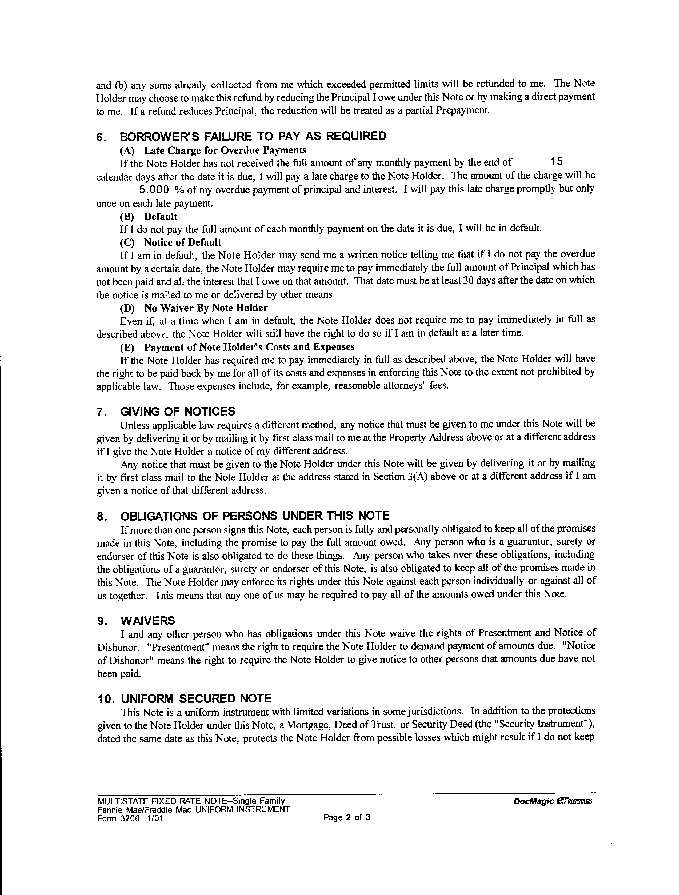 and (b) any sums already collected from me which exceeded permitted limits will be refunded to me. The Note
Holder may choose to make this refund by reducing the Principal I owe under this Note or by making a direct payment
to me. If a refund reduces Principal, the reduction will be treated as a partial Prepayment.
6. BORROWER'S FAILURE TO PAY AS REQUIRED
(A) Late Charge for Overdue Payments
If the Note Holder has not received the full amount of any monthly payment by the end of 15
calendar days after the date it is due, I will pay a late charge to the Note Holder. The amount of the charge will be
5.000 % of my overdue payment of principal and interest. I will pay this late charge promptly but only
once on each late payment.
(B) Default
If I do not pay the full amount of each monthly payment on the date it is due, I will be in default.
(C) Notice of Default
If I am in default, the Note Holder may send me a written notice telling me that if I do not pay the overdue
amount by a certain date, the Note Holder may require me to pay immediately the full amount of Principal which has
not been paid and all the interest that I owe on that amount. That date must be at least 30 days after the date on which
the notice is mailed to me or delivered by other means
(D) No Waiver By Note Holder
Even if, at a time when I am in default, the Note Holder does not require me to pay immediately in full as
described above, the Note Holder will still have the right to do so if I am in default at a later time.
(E) Payment of Note Holder's Costs and Expenses
If the Note Holder has required me to pay immediately in full as described above, the Note Holder will have
the right to be paid back by me for all of its costs and expenses in enforcing this Note to the extent not prohibited by
applicable law. Those expenses include, for example, reasonable attorneys' fees.
7. GIVING OF NOTICES
Unless applicable law requires a different method, any notice that must be given to me under this Note will be
given by delivering it or by mailing it by first class mail to me at the Property Address above or at a different address
if I give the Note Holder a notice of my different address.
Any notice that must be given to the Note Holder under this Note will be given by delivering it or by mailing
it by first class mail to the Note Holder at the address stated in Section 3(A) above or at a different address if I am
given a notice of that different address.
8. OBLIGATIONS OF PERSONS UNDER THIS NOTE
If more than one person signs this Note, each person is fully and personally obligated to keep all of the promises
made in this Note, including the promise to pay the full amount owed. Any person who is a guarantor, surety or
endorser of this Note is also obligated to do these things. Any person who takes over these obligations, including
the obligations of a guarantor, surety or endorser of this Note, is also obligated to keep all of the promises made in
this Note. The Note Holder may enforce its rights under this Note against each person individually or against all of
us together. This means that any one of us may be required to pay all of the amounts owed under this Note.
9. WAIVERS
I and any other person who has obligations under this Note waive the rights of Presentment and Notice of
Dishonor. "Presentment" means the right to require the Note Holder to demand payment of amounts due. "Notice
of Dishonor" means the right to require the Note Holder to give notice to other persons that amounts due have not
been paid.
10. UNIFORM SECURED NOTE
This Note is a uniform instrument with limited variations in some jurisdictions. In addition to the protections
given to the Note Holder under this Note, a Mortgage, Deed of Trust, or Security Deed (the "Security Instrument"),
dated the same date as this Note, protects the Note Holder from possible losses which might result if I do not keep
MULTISTATE FIXED RATE NOTE--Single Family
Fannie Mae/Freddie Mac UNIFORM INSTRUMENT
Form 3200 1/01
Page 2 of 3
DocMagic